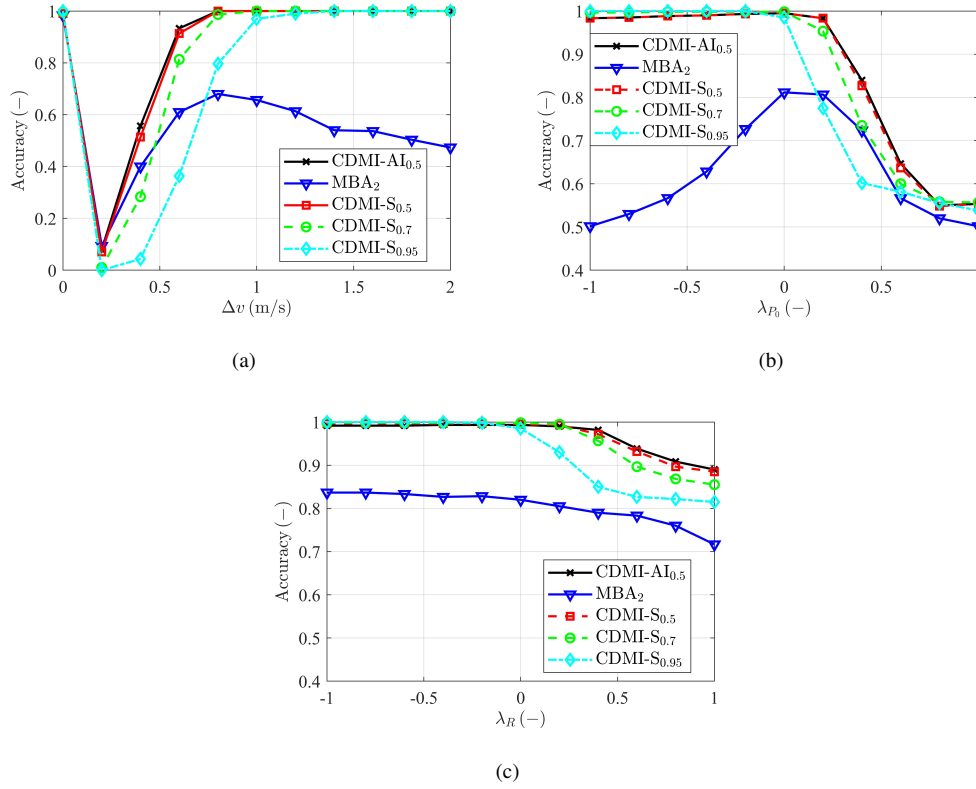 1
0.8
0.6
0.4
0.2
0
Accuracy (−)
0 0.5 1 1.5 2
Δv (m/s)
CDMI-AI0.5
MBA2
CDMI-S0.5
CDMI-S0.7
CDMI-S0.95
(a)
1
0.9
0.8
0.7
0.6
0.5
0.4
Accuracy (−)
-1 -0.5 0 0.5
λP0 (−)
CDMI-AI0.5
MBA2
CDMI-S0.5
CDMI-S0.7
CDMI-S0.95
(b)
1
0.9
0.8
0.7
0.6
0.5
0.4
Accuracy (−)
-1 -0.5 0 0.5 1
λR (−)
CDMI-AI0.5
MBA2
CDMI-S0.5
CDMI-S0.7
CDMI-S0.95
(c)